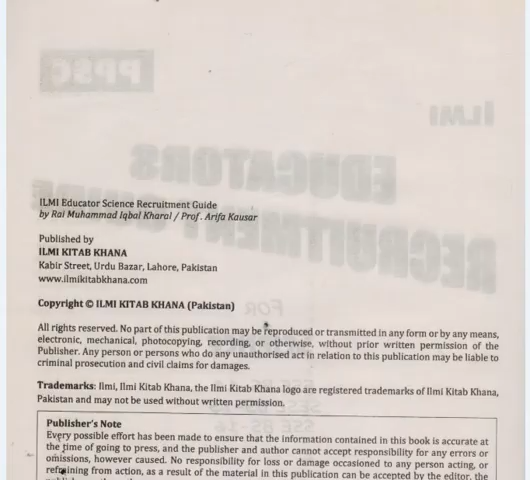 ILMI Educator Science Recruitment Guide
by Rai Muhammad Iqbal Kharal / Prof. Arifa Kausar
Published by
ILMI KITAB KHANA
Kabir Street, Urdu Bazar, Lahore, Pakistan
www.ilmikitabkhana.com
Copyright © ILMI KITAB KHANA (Pakistan)
All rights reserved. No part of this publication may be reproduced or transmitted in any form or by any means,
electronic, mechanical, photocopying, recording, or otherwise, without prior written permission of the
Publisher. Any person or persons who do any unauthorised act in relation to this publication may be liable to
criminal prosecution and civil claims for damages.
Trademarks: Ilmi, Ilmi Kitab Khana, the Ilmi Kitab Khana logo are registered trademarks of Ilmi Kitab Khana,
Pakistan and may not be used without written permission.
Publisher's Note
Every possible effort has been made to ensure that the information contained in this book is accurate at
the time of going to press, and the publisher and author cannot accept responsibility for any errors or
omissions, however caused. No responsibility for loss or damage occasioned to any person acting, or
refraining from action, as a result of the material in this publication can be accepted by the editor, the